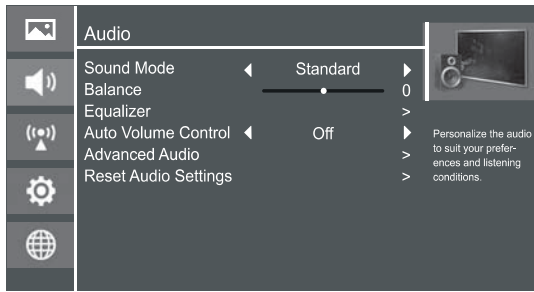 Audio
Sound Mode Standard
Balance 0
Equalizer >
Auto Volume Control Off
Advanced Audio >
Reset Audio Settings >
Personalize the audio
to suit your prefer-
ences and listening
conditions.